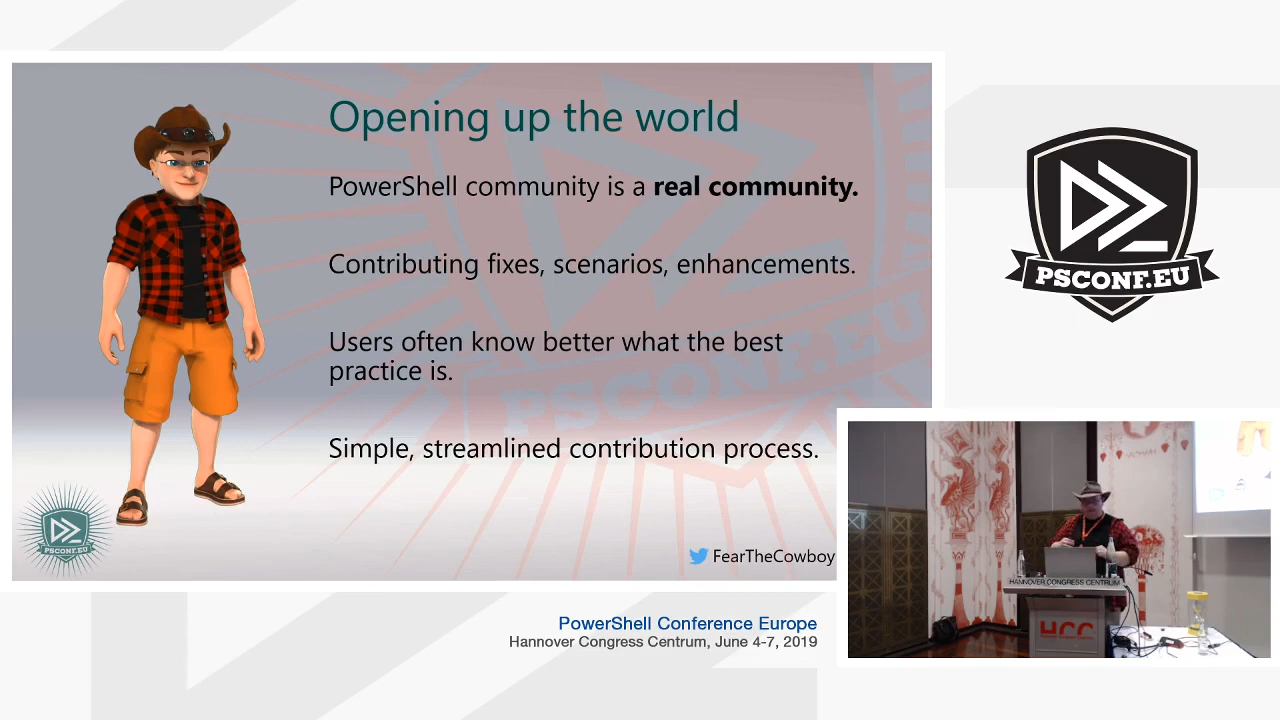 Opening up the world
PowerShell community is a real community.
Contributing fixes, scenarios, enhancements.
Users often know better what the best
practice is.
Simple, streamlined contribution process.
PSCONF.EU
PSCONF.EU
FearTheCowboy
PSCONF.EU
HANNOVER CONGRESS CENTRUM
HCC
PowerShell Conference Europe
Hannover Congress Centrum, June 4-7, 2019